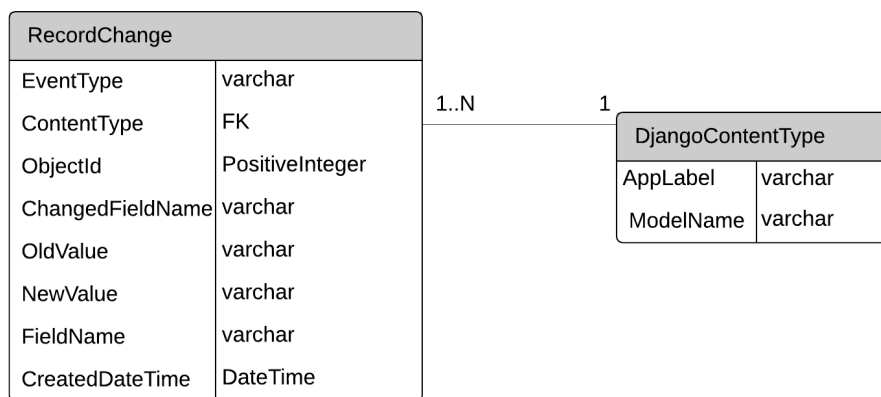 RecordChange
EventType varchar
ContentType FK
ObjectId PositiveInteger
ChangedFieldName varchar
OldValue varchar
NewValue varchar
FieldName varchar
CreatedDateTime DateTime
1..N 1
DjangoContentType
AppLabel varchar
ModelName varchar